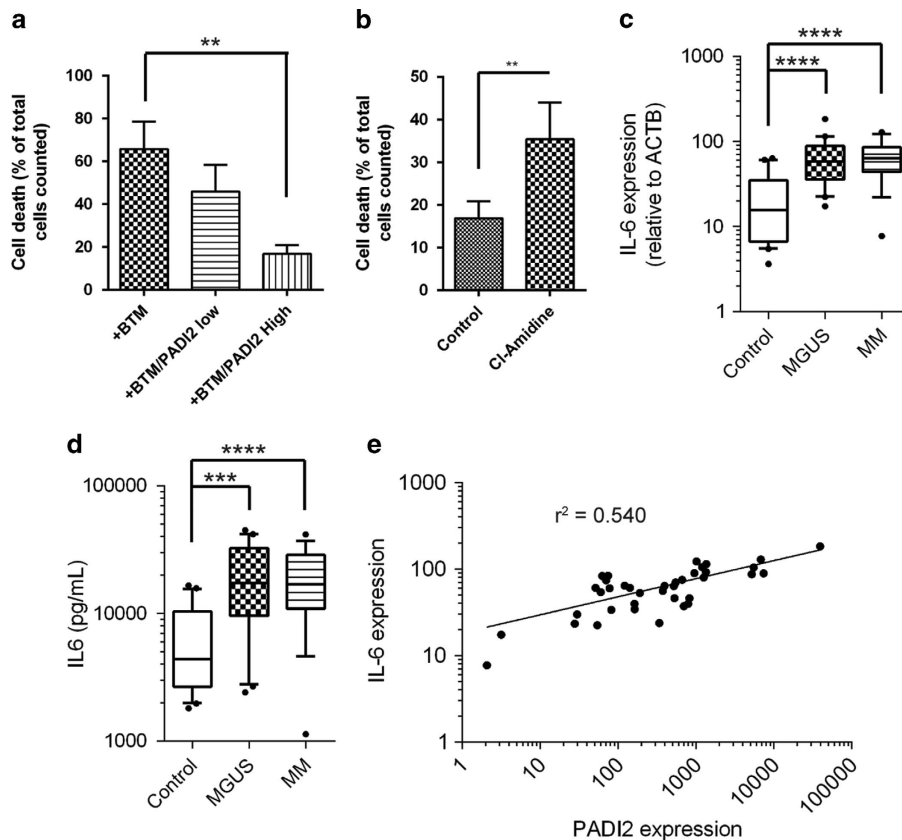 a
**
Cell death (% of total
cells counted)
100
80
60
40
20
0
+BTM
+BTM/PADI2 low
+BTM/PADI2 High
b
**
Cell death (% of total
cells counted)
50
40
30
20
10
0
Control
Cl-Amidine
c
****
****
IL-6 expression
(relative to ACTB)
1000
100
10
1
Control
MGUS
MM
d
****
***
IL6 (pg/mL)
100000
10000
1000
Control
MGUS
MM
e
r² = 0.540
IL-6 expression
1000
100
10
1
1
10
100
1000
10000
100000
PADI2 expression